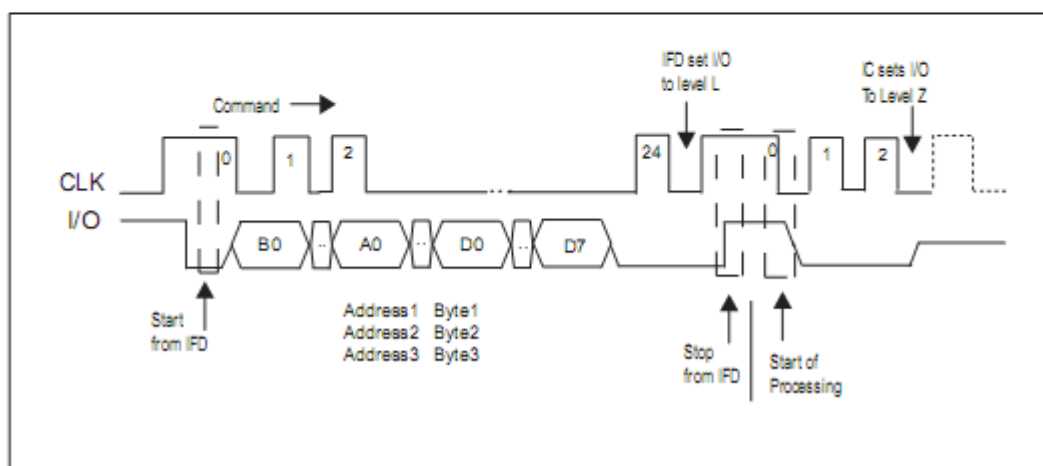 IFD set I/O
to level L
IC sets I/O
To Level Z
Command
0
1
2
24
0
1
2
CLK
I/O
B0
..
A0
..
D0
..
D7
...
Start
from IFD
Address1 Byte1
Address2 Byte2
Address3 Byte3
Stop
from IFD
Start of
Processing